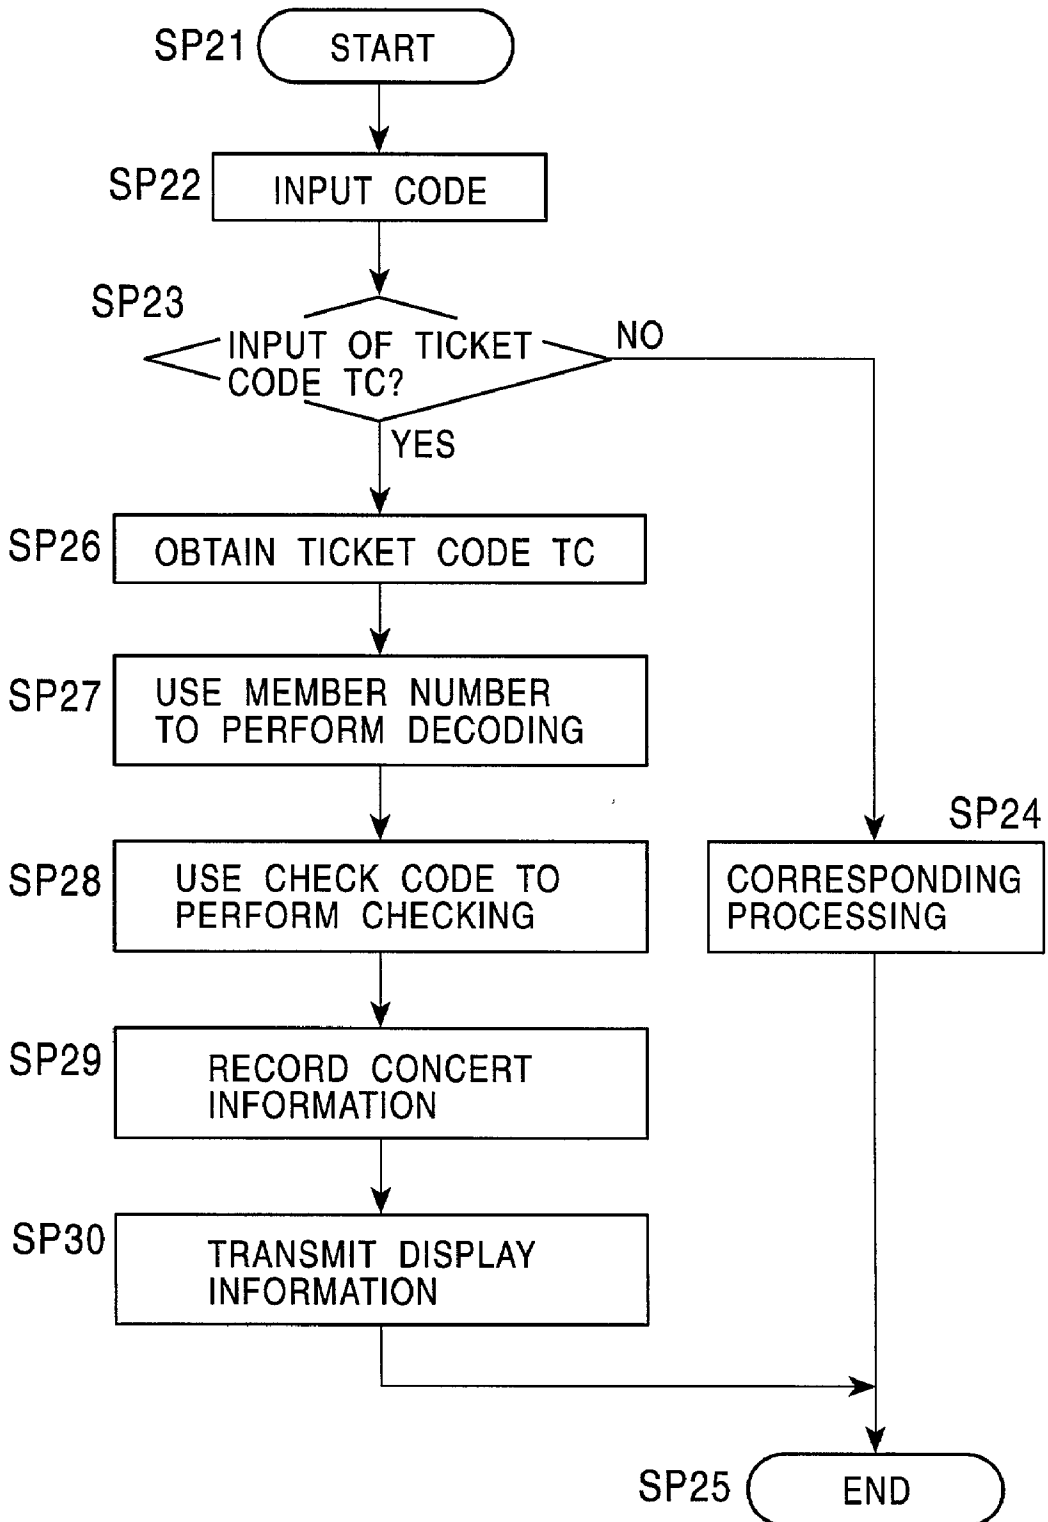 SP21
START
SP22
INPUT CODE
SP23
INPUT OF TICKET
CODE TC?
NO
YES
SP26
OBTAIN TICKET CODE TC
SP27
USE MEMBER NUMBER
TO PERFORM DECODING
SP24
CORRESPONDING
PROCESSING
SP28
USE CHECK CODE TO
PERFORM CHECKING
SP29
RECORD CONCERT
INFORMATION
SP30
TRANSMIT DISPLAY
INFORMATION
SP25
END